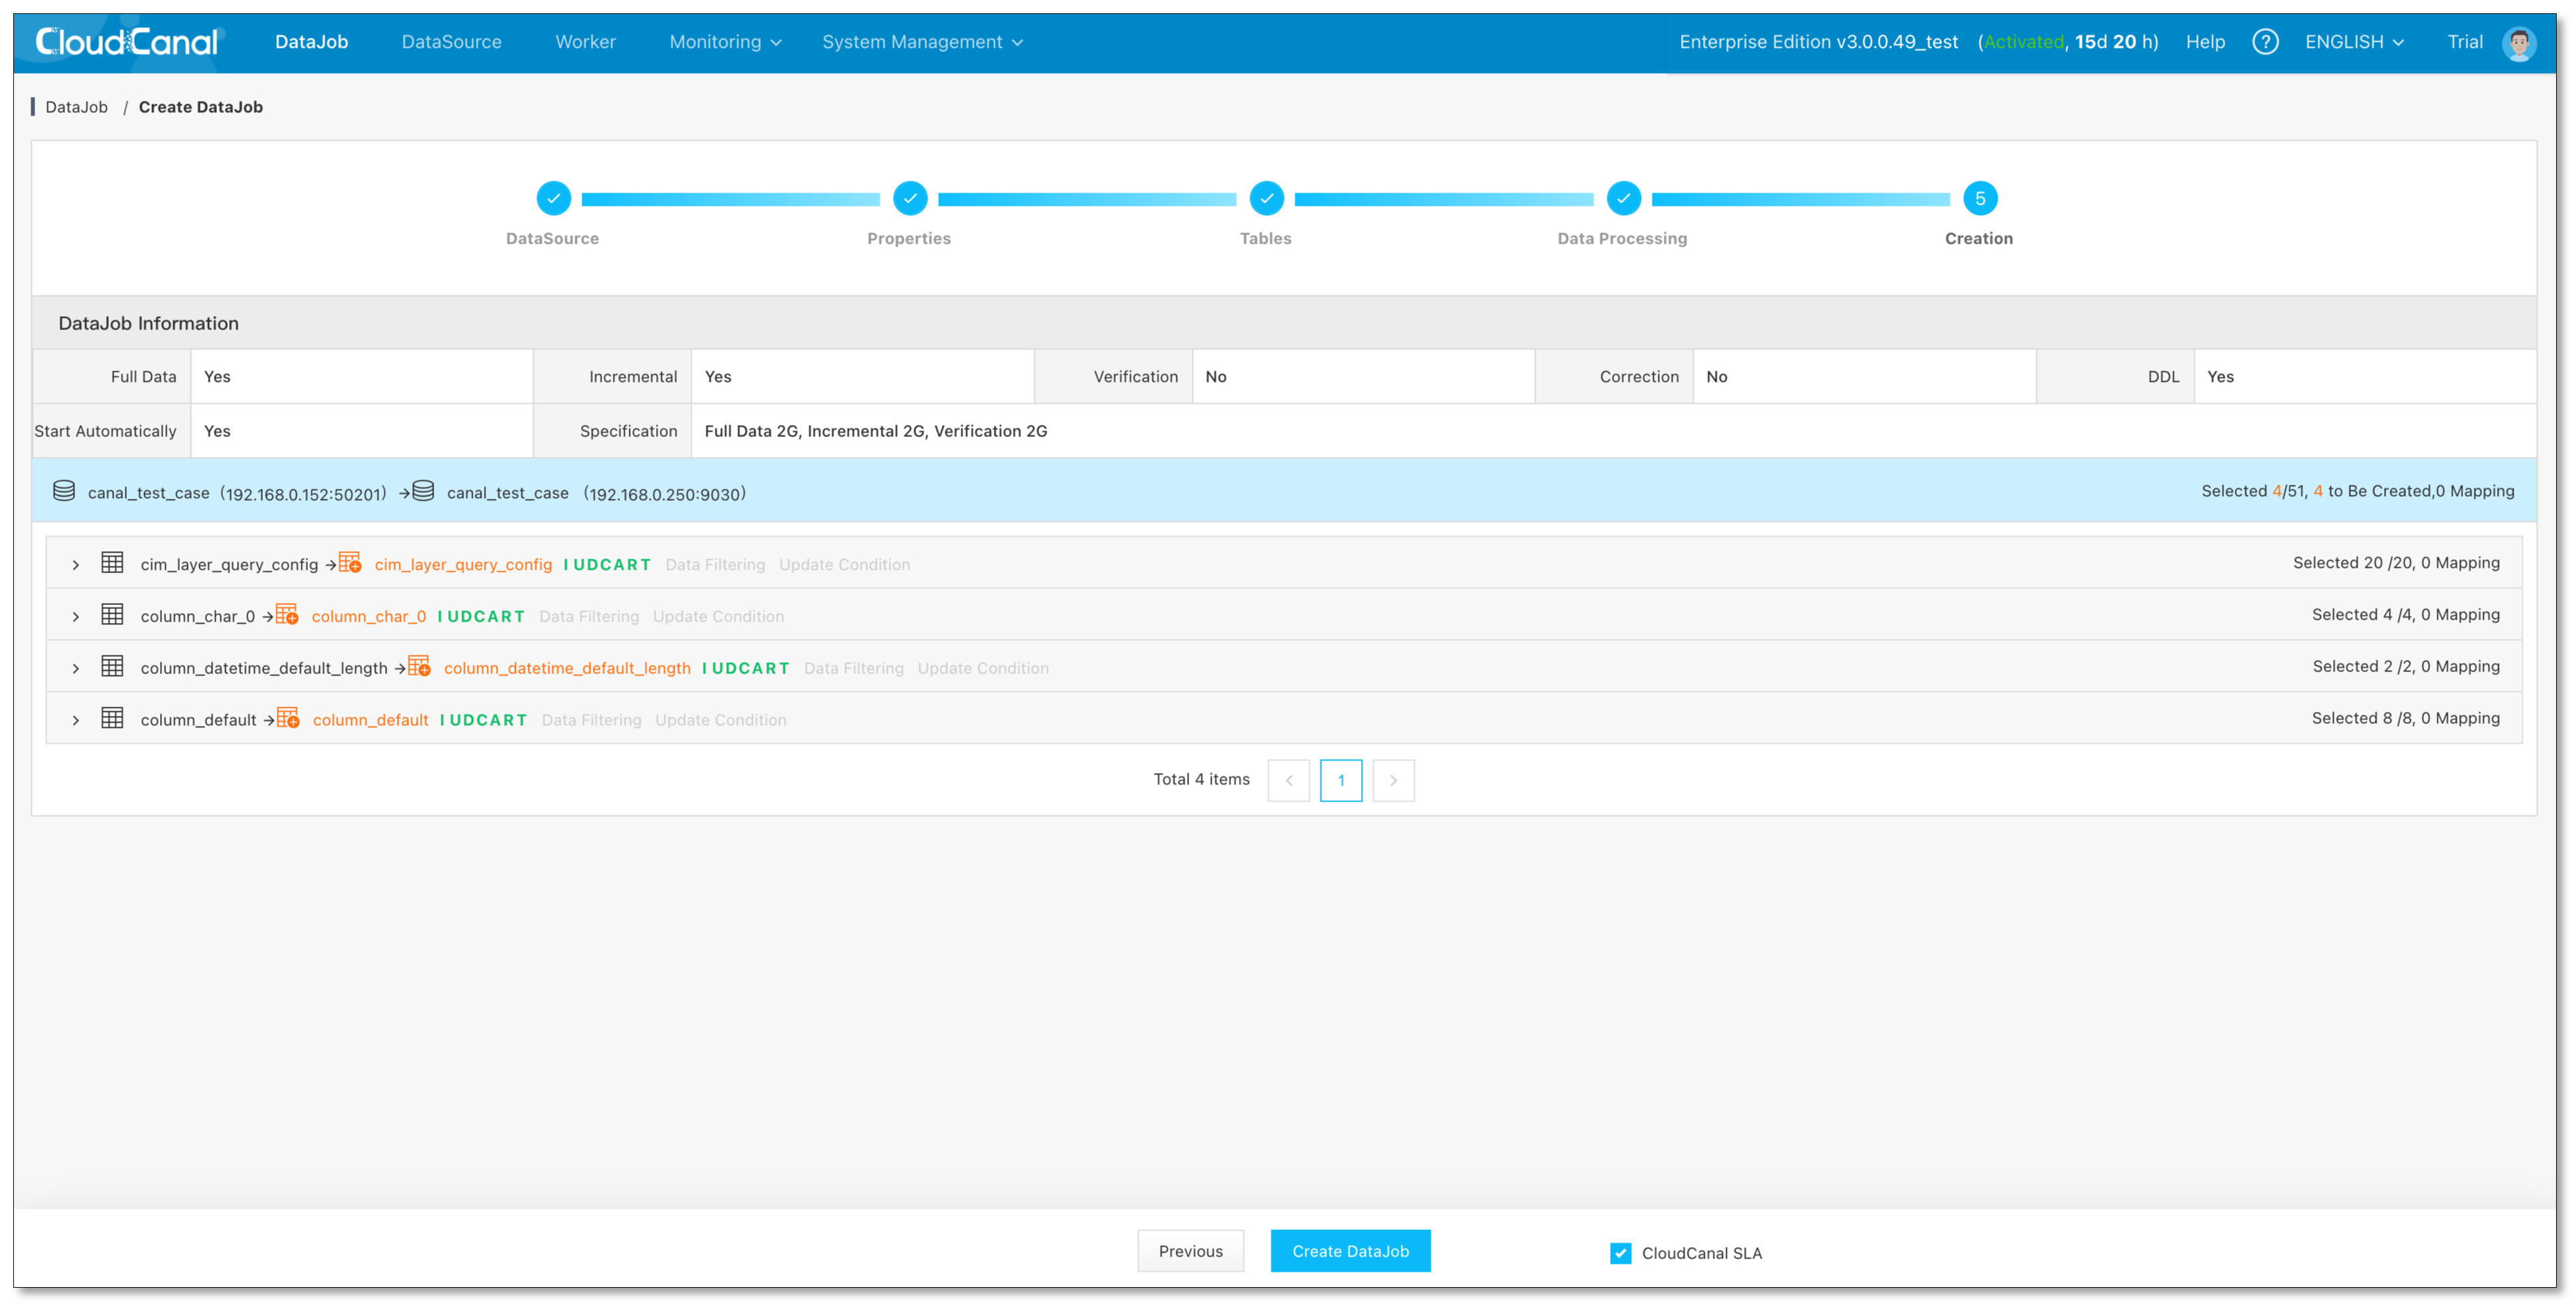 CloudCanal DataJob DataSource Worker Monitoring System Management Enterprise Edition v3.0.0.49_test (Activated, 15d 20 h) Help ? ENGLISH Trial
DataJob / Create DataJob
5
DataSource Properties Tables Data Processing Creation
DataJob Information
Full Data Yes Incremental Yes Verification No Correction No DDL Yes
Start Automatically Yes Specification Full Data 2G, Incremental 2G, Verification 2G
canal_test_case (192.168.0.152:50201) → canal_test_case (192.168.0.250:9030) Selected 4/51, 4 to Be Created,0 Mapping
cim_layer_query_config → cim_layer_query_config I UDCART Data Filtering Update Condition Selected 20 /20, 0 Mapping
column_char_0 → column_char_0 I UDCART Data Filtering Update Condition Selected 4 /4, 0 Mapping
column_datetime_default_length → column_datetime_default_length I UDCART Data Filtering Update Condition Selected 2 /2, 0 Mapping
column_default → column_default I UDCART Data Filtering Update Condition Selected 8 /8, 0 Mapping
Total 4 items < 1 >
Previous Create DataJob CloudCanal SLA